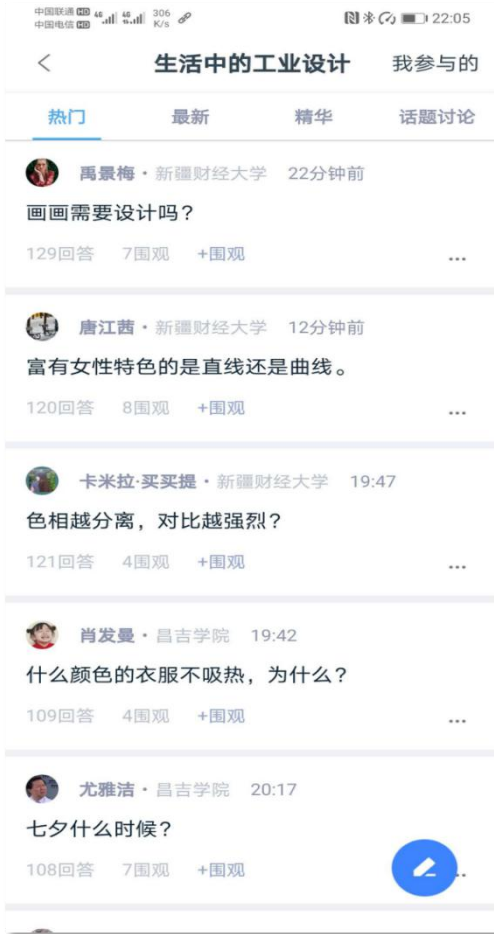 中国联通 HD 46 46 306 22:05
中国电信 HD K/s
生活中的工业设计 我参与的
热门 最新 精华 话题讨论
禹景梅·新疆财经大学 22分钟前
画画需要设计吗?
129回答 7围观 +围观 ...
唐江茜·新疆财经大学 12分钟前
富有女性特色的是直线还是曲线。
120回答 8围观 +围观 ...
卡米拉·买买提·新疆财经大学 19:47
色相越分离，对比越强烈?
121回答 4围观 +围观 ...
肖发曼·昌吉学院 19:42
什么颜色的衣服不吸热，为什么?
109回答 4围观 +围观 ...
尤雅洁·昌吉学院 20:17
七夕什么时候?
108回答 7围观 +围观